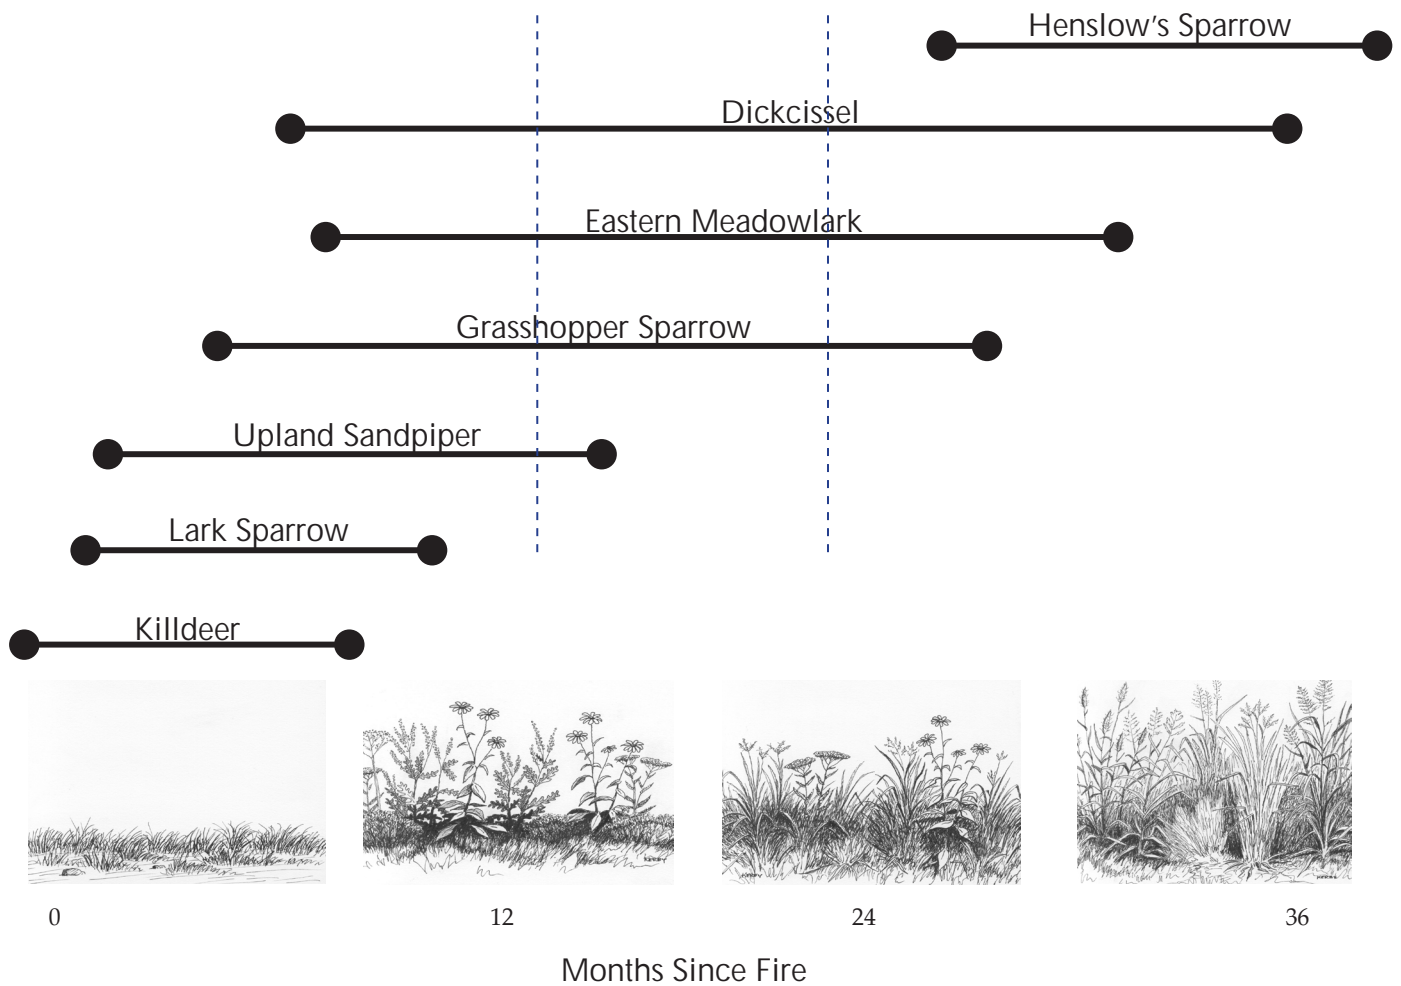 Henslow's Sparrow
Dickcissel
Eastern Meadowlark
Grasshopper Sparrow
Upland Sandpiper
Lark Sparrow
Killdeer
0
12
24
36
Months Since Fire